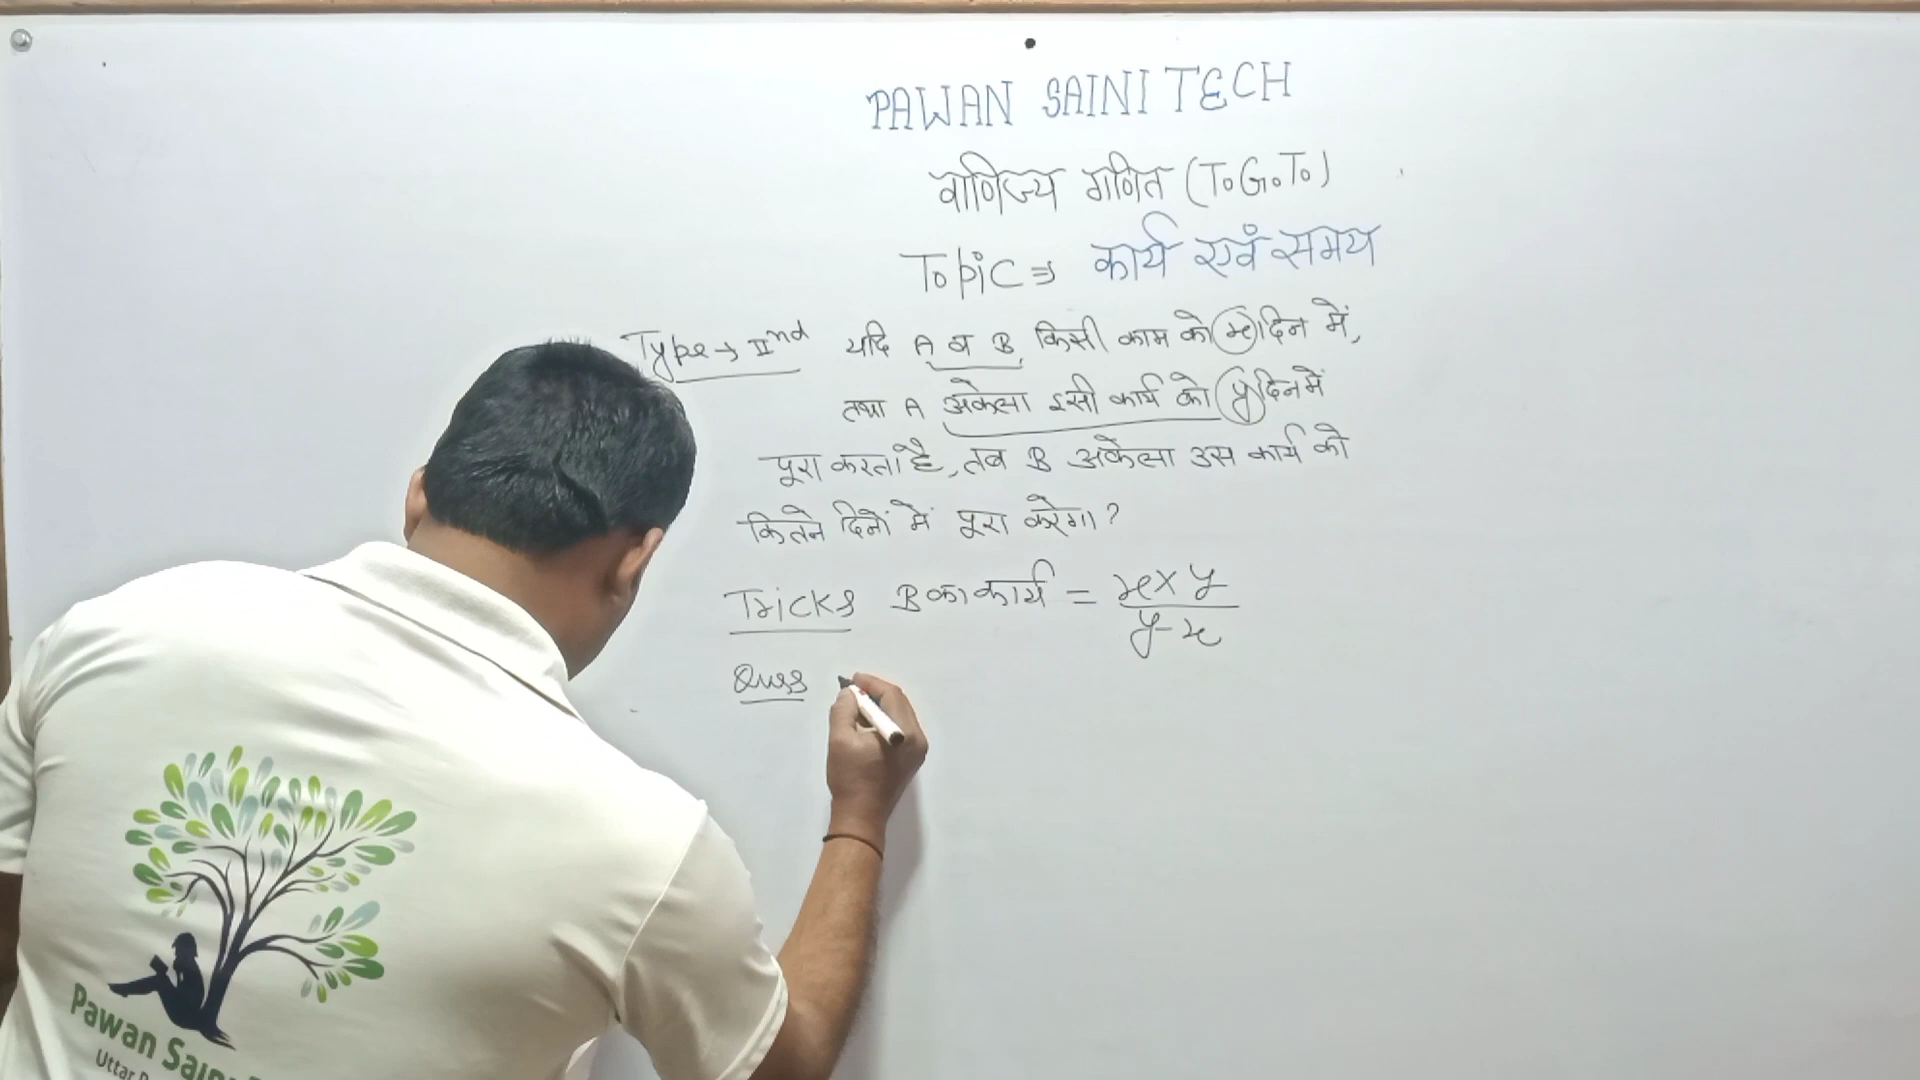 PAWAN SAINI TECH
वाणिज्य गणित (T.G.T.)
Topic ⇒ कार्य एवं समय
Type → IInd यदि A व B किसी काम को x दिन में,
तथा A अकेला इसी कार्य को y दिन में
पूरा करता है, तब B अकेला उस कार्य को
कितने दिनों में पूरा करेगा?
Tricks B का कार्य = x × y / y - x
Ques
Pawan Saini
Uttar